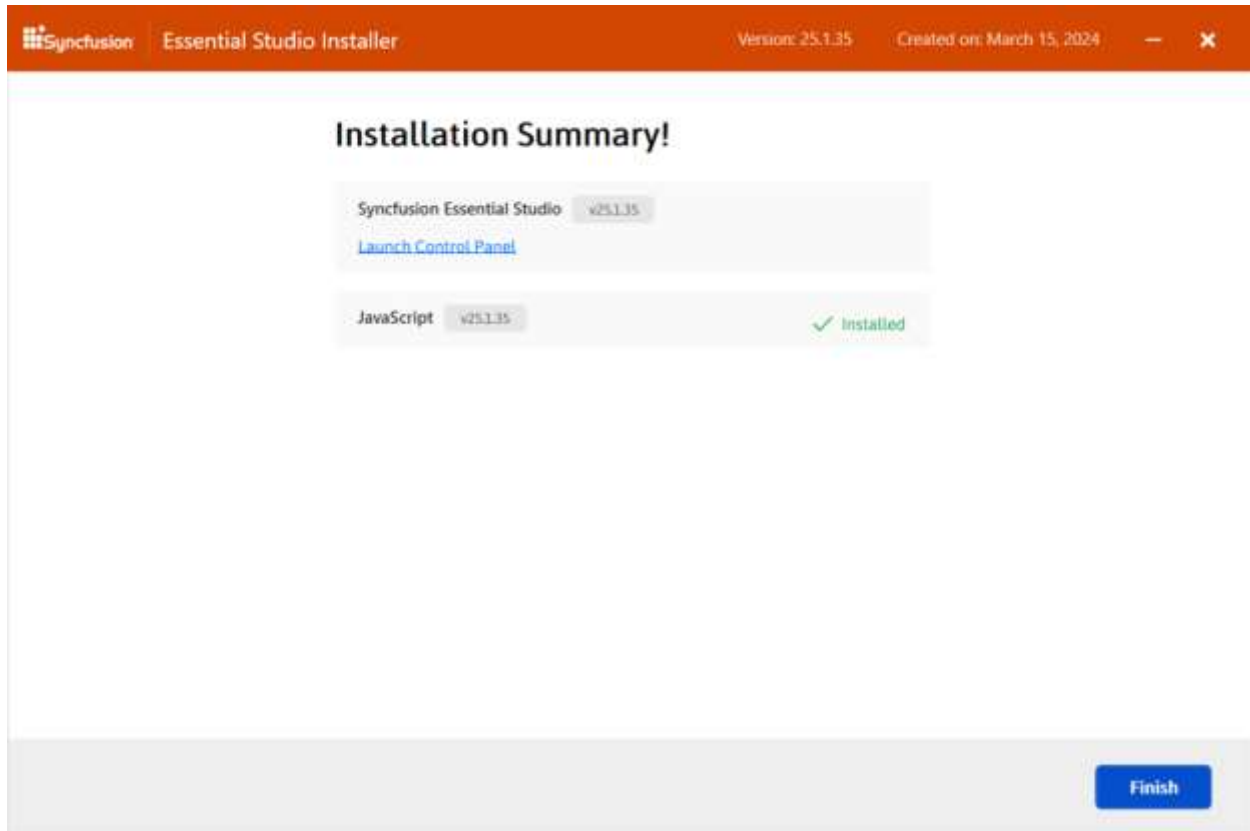 Syncfusion Essential Studio Installer Version: 25.1.35 Created on: March 15, 2024
Installation Summary!
Syncfusion Essential Studio v25.1.35
Launch Control Panel
JavaScript v25.1.35 Installed
Finish